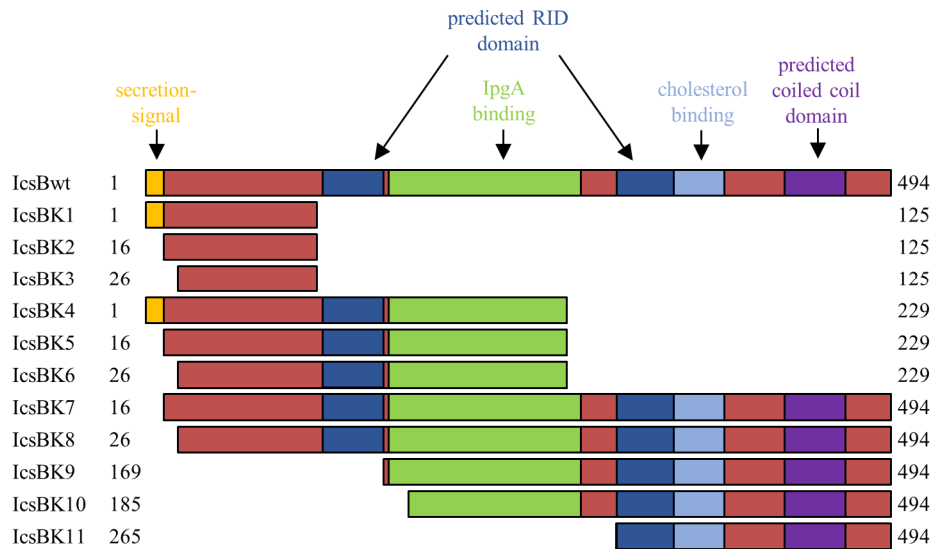 predicted RID
domain
secretion-
signal
IpgA
binding
cholesterol
binding
predicted
coiled coil
domain
IcsBwt 1 494
IcsBK1 1 125
IcsBK2 16 125
IcsBK3 26 125
IcsBK4 1 229
IcsBK5 16 229
IcsBK6 26 229
IcsBK7 16 494
IcsBK8 26 494
IcsBK9 169 494
IcsBK10 185 494
IcsBK11 265 494